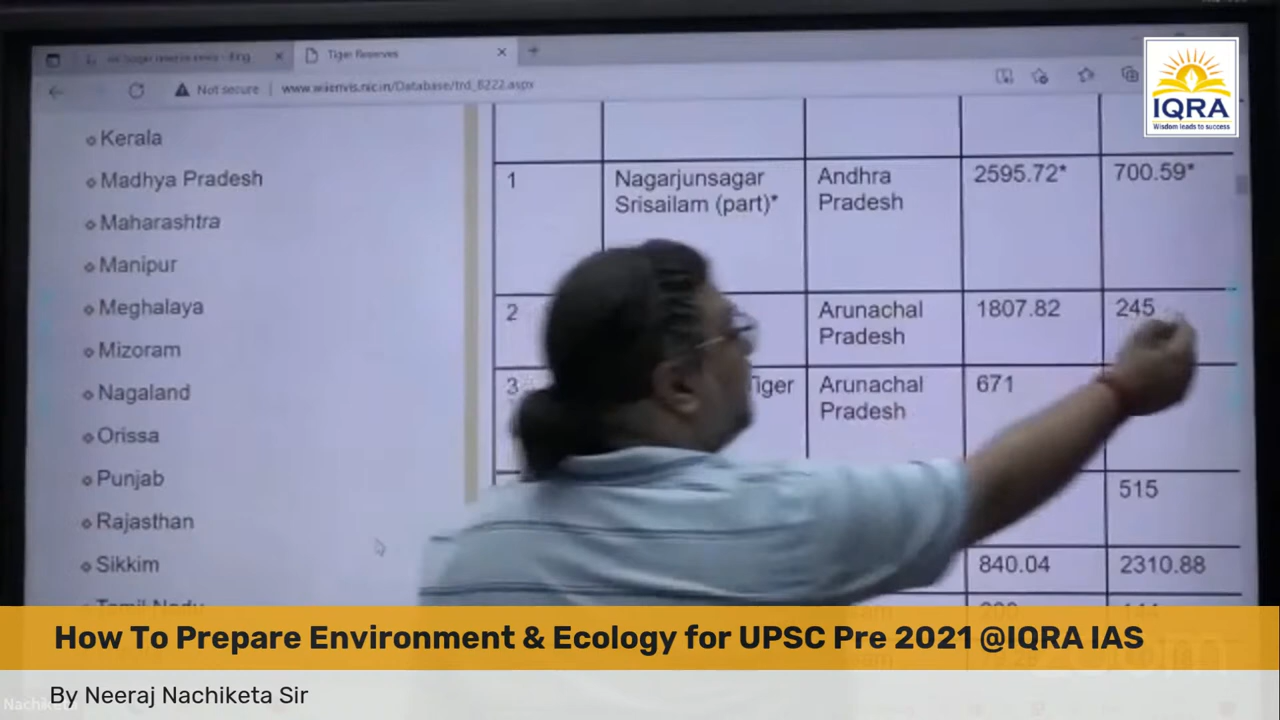 Tiger Reserves
Not secure
www.wiienvis.nic.in/Database/trd_8222.aspx
IQRA
Wisdom leads to success
Kerala
Madhya Pradesh
Maharashtra
Manipur
Meghalaya
Mizoram
Nagaland
Orissa
Punjab
Rajasthan
Sikkim
Tamil Nadu
1 Nagarjunsagar Andhra 2595.72* 700.59*
Srisailam (part)* Pradesh
2 Arunachal 1807.82 245
Pradesh
3 Tiger Arunachal 671
Pradesh
515
840.04 2310.88
144
How To Prepare Environment & Ecology for UPSC Pre 2021 @IQRA IAS
By Neeraj Nachiketa Sir